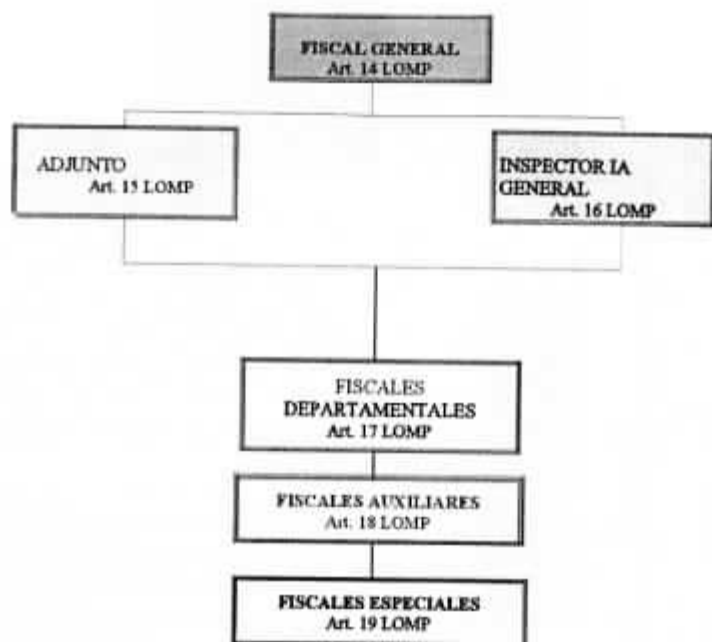 FISCAL GENERAL
Art. 14 LOMP
ADJUNTO
Art. 15 LOMP
INSPECTOR IA
GENERAL
Art. 16 LOMP
FISCALES
DEPARTAMENTALES
Art. 17 LOMP
FISCALES AUXILIARES
Art. 18 LOMP
FISCALES ESPECIALES
Art. 19 LOMP